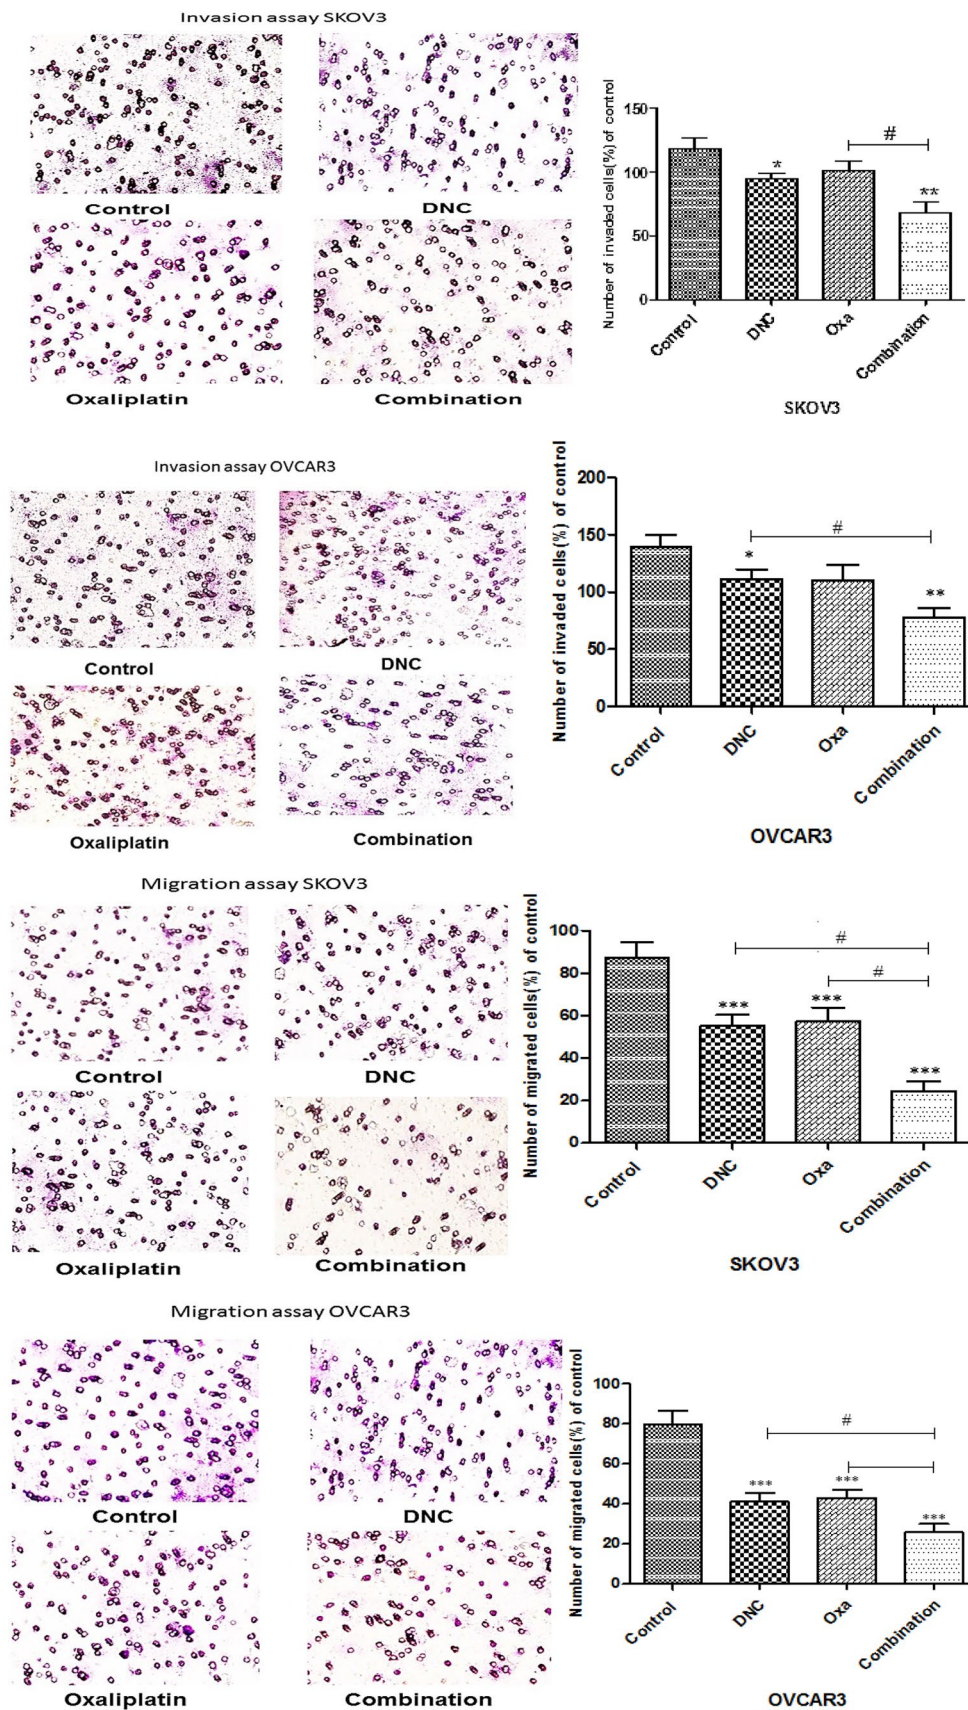 Invasion assay SKOV3
Control
DNC
Oxaliplatin
Combination
Number of invaded cells(%) of control
150
100
50
0
*
#
**
Control
DNC
Oxa
Combination
SKOV3
Invasion assay OVCAR3
Control
DNC
Oxaliplatin
Combination
Number of invaded cells(%) of control
200
150
100
50
0
*
#
**
Control
DNC
Oxa
Combination
OVCAR3
Migration assay SKOV3
Control
DNC
Oxaliplatin
Combination
Number of migrated cells(%) of control
100
80
60
40
20
0
#
#
***
***
***
Control
DNC
Oxa
Combination
SKOV3
Migration assay OVCAR3
Control
DNC
Oxaliplatin
Combination
Number of migrated cells(%) of control
80
60
40
20
0
100
#
***
***
***
Control
DNC
Oxa
Combination
OVCAR3